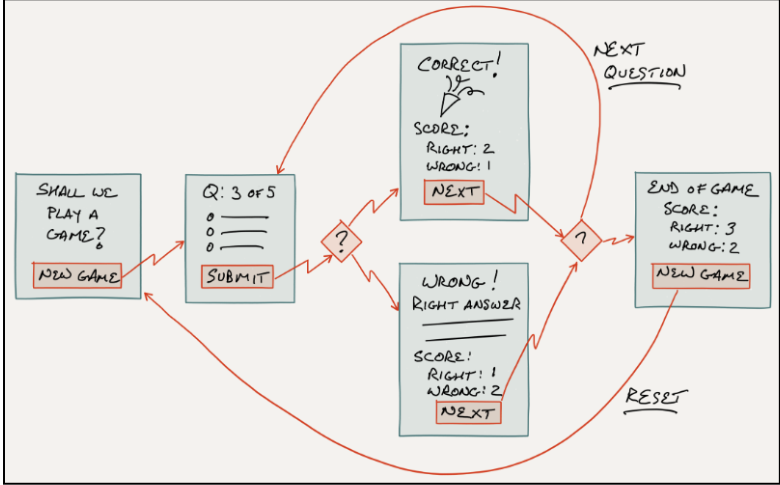 SHALL WE
PLAY A
GAME?
NEW GAME
Q: 3 OF 5
SUBMIT
?
CORRECT!
SCORE:
RIGHT: 2
WRONG: 1
NEXT
WRONG!
RIGHT ANSWER
SCORE:
RIGHT: 1
WRONG: 2
NEXT
?
NEXT
QUESTION
END OF GAME
SCORE:
RIGHT: 3
WRONG: 2
NEW GAME
RESET